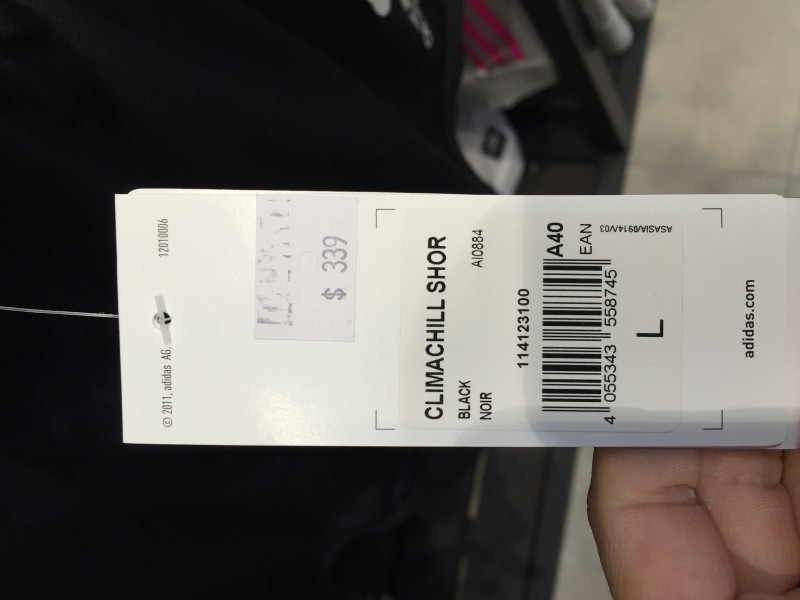 © 2011, adidas AG.
12010006
$ 339
CLIMACHILL SHOR
BLACK
AI0884
NOIR
114123100
A40
EAN
ASASIA/0914/V03
4 055343 558745
L
adidas.com